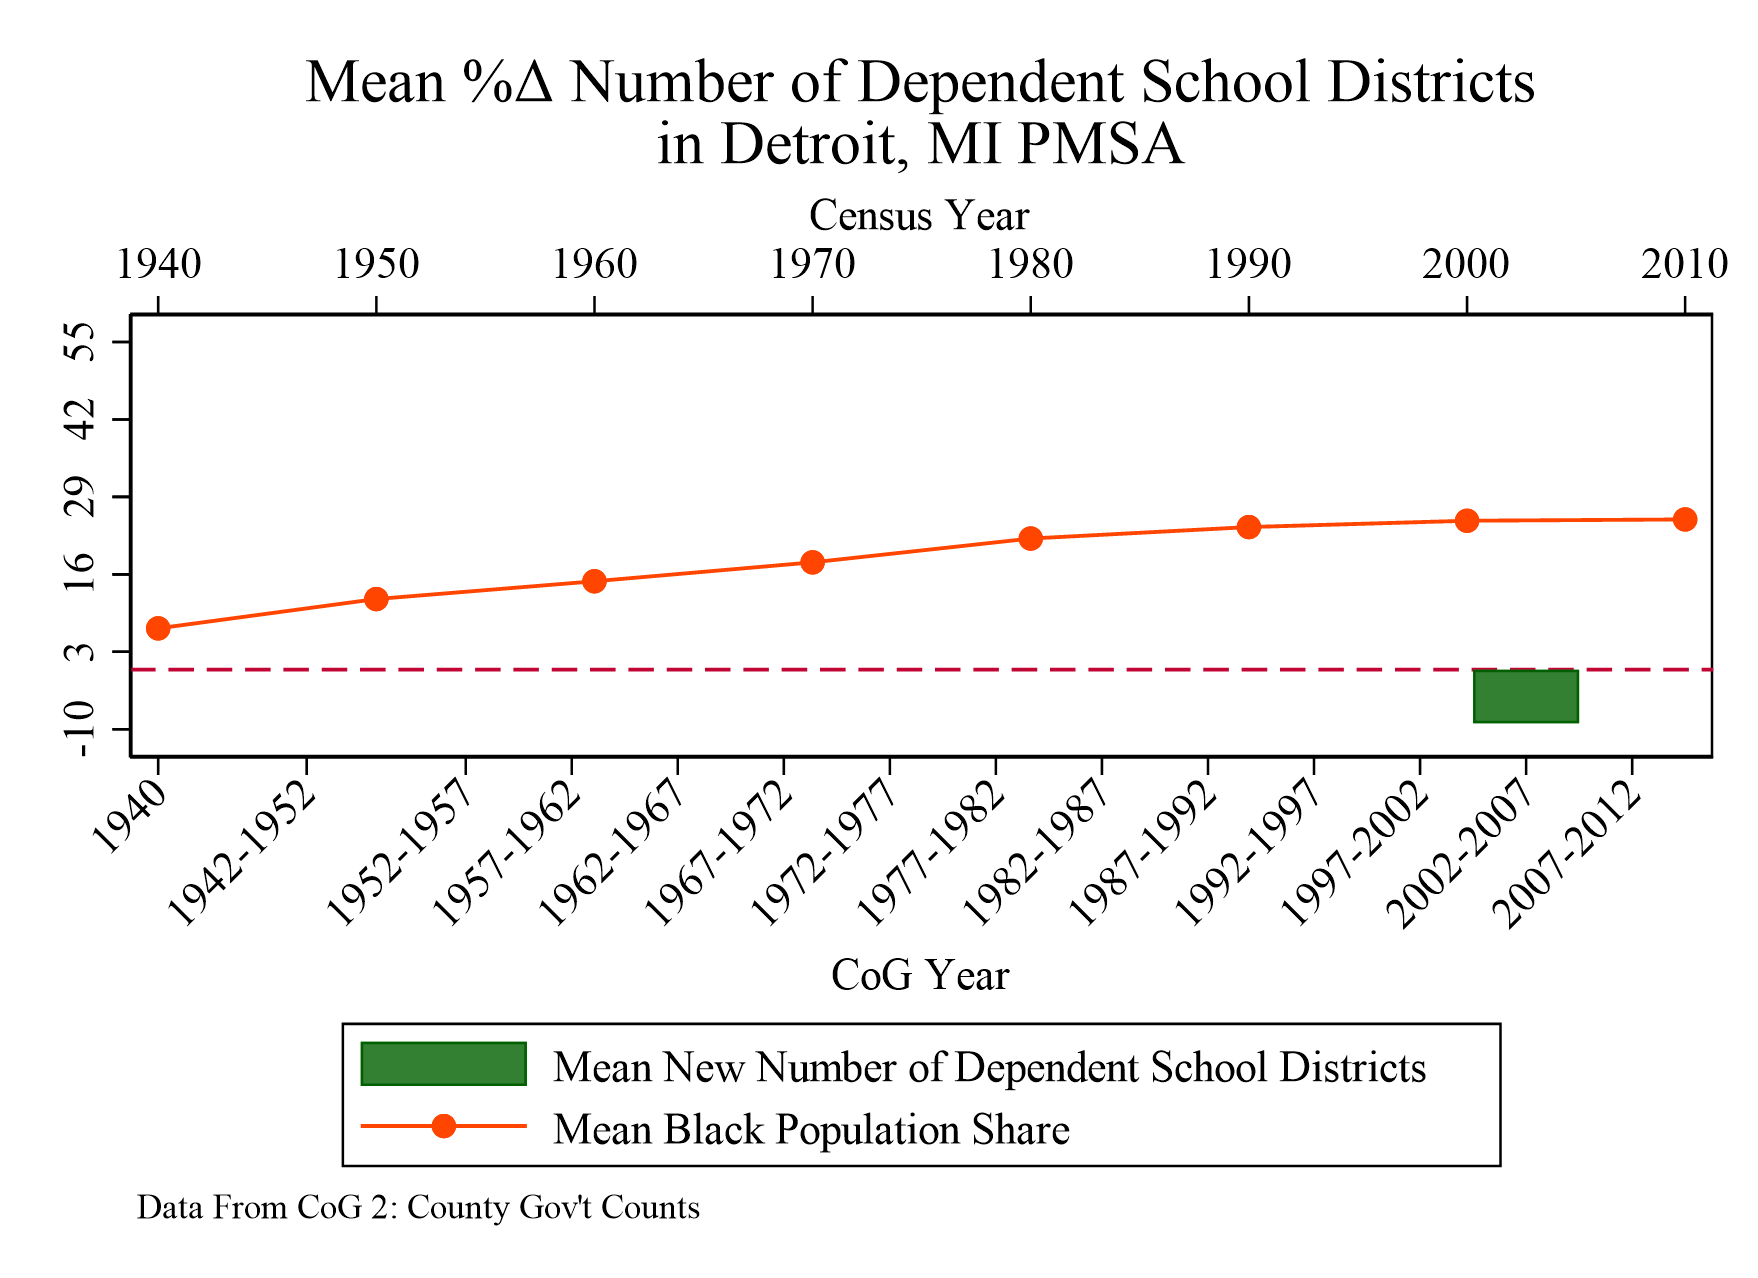 Mean %Δ Number of Dependent School Districts
in Detroit, MI PMSA
Census Year
1940 1950 1960 1970 1980 1990 2000 2010
55
42
29
16
3
-10
1940 1942-1952 1952-1957 1957-1962 1962-1967 1967-1972 1972-1977 1977-1982 1982-1987 1987-1992 1992-1997 1997-2002 2002-2007 2007-2012
CoG Year
Mean New Number of Dependent School Districts
Mean Black Population Share
Data From CoG 2: County Gov't Counts